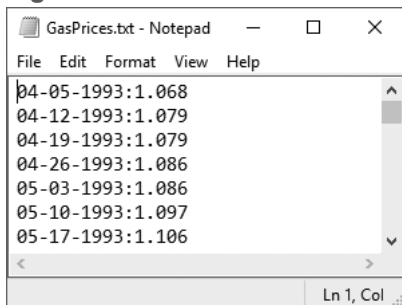 GasPrices.txt - Notepad
File Edit Format View Help
04-05-1993:1.068
04-12-1993:1.079
04-19-1993:1.079
04-26-1993:1.086
05-03-1993:1.086
05-10-1993:1.097
05-17-1993:1.106
Ln 1, Col